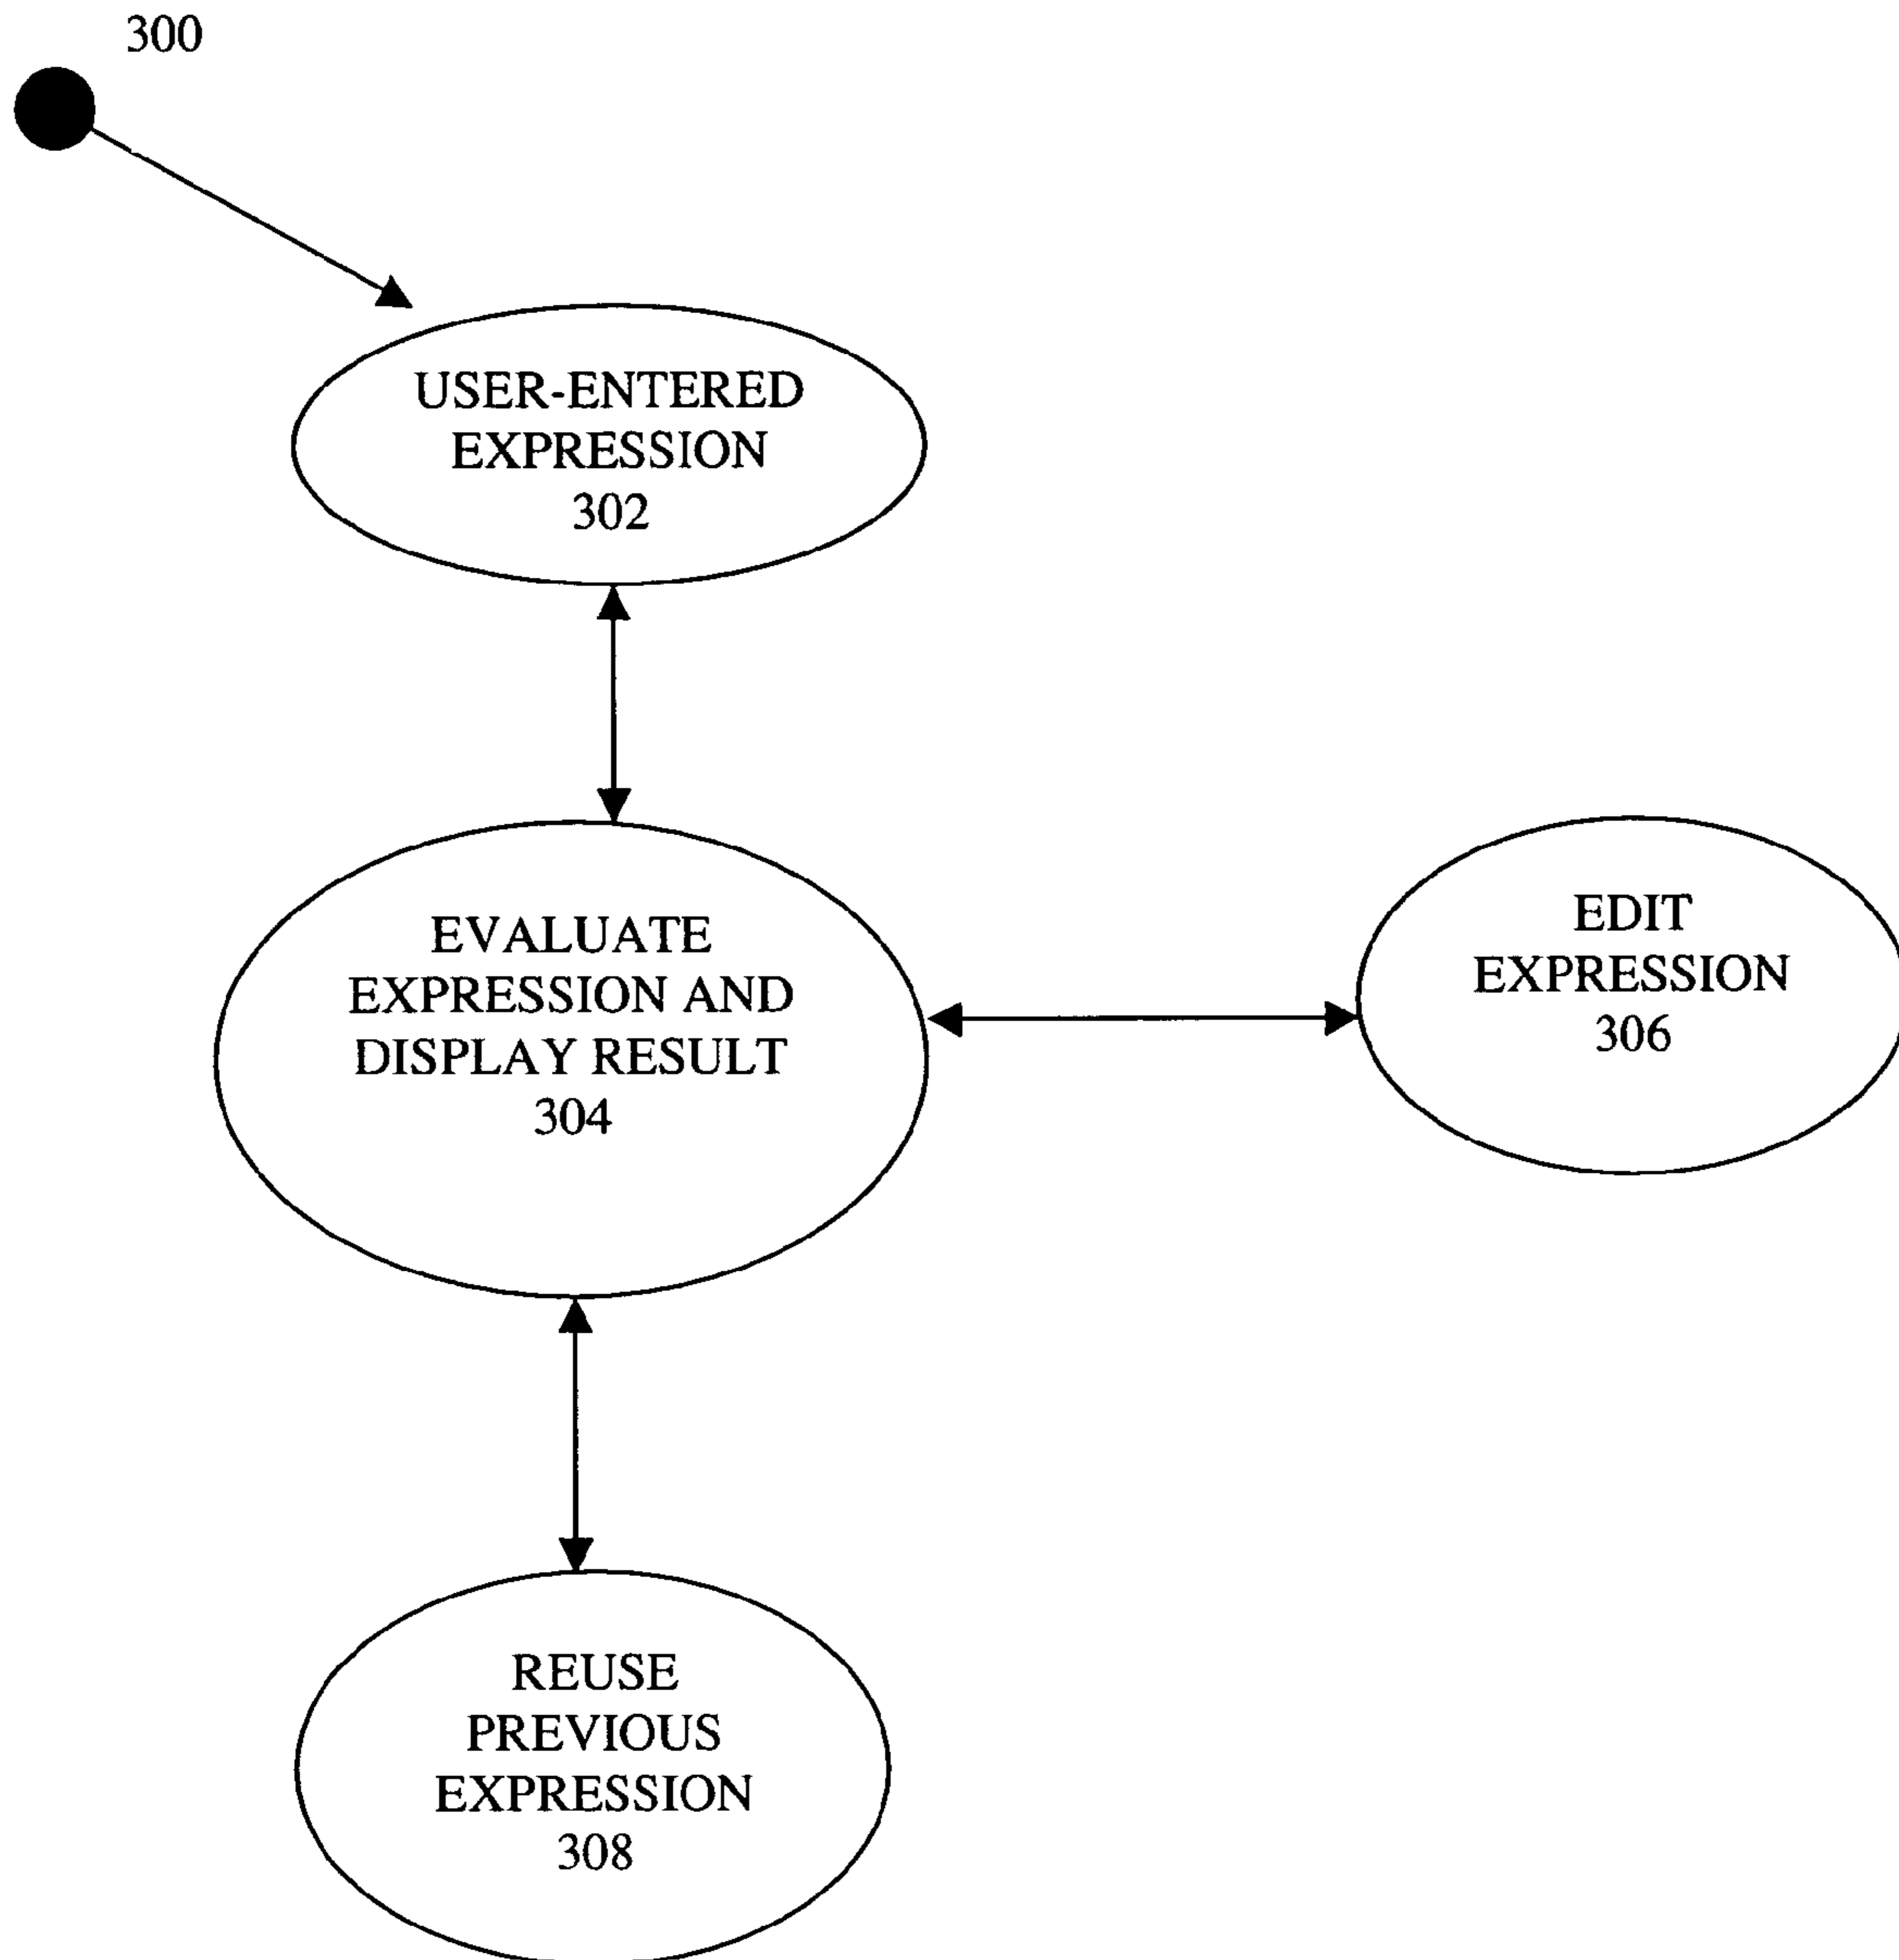 300
USER-ENTERED
EXPRESSION
302
EVALUATE
EXPRESSION AND
DISPLAY RESULT
304
EDIT
EXPRESSION
306
REUSE
PREVIOUS
EXPRESSION
308